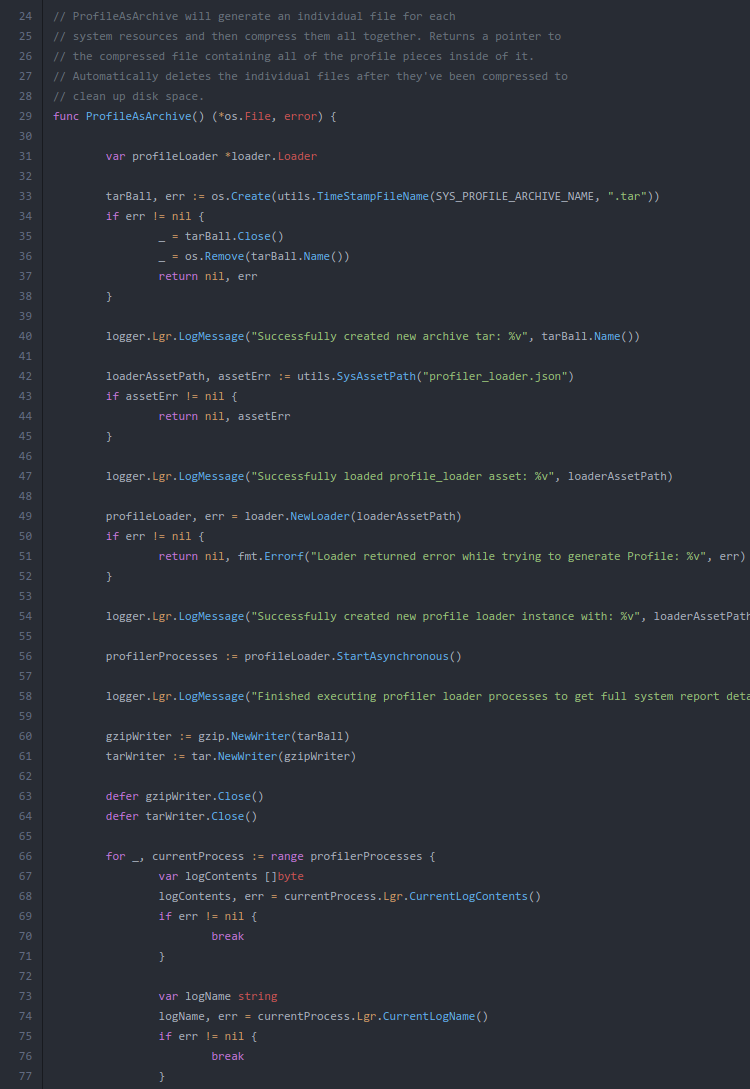 24 // ProfileAsArchive will generate an individual file for each
25 // system resources and then compress them all together. Returns a pointer to
26 // the compressed file containing all of the profile pieces inside of it.
27 // Automatically deletes the individual files after they've been compressed to
28 // clean up disk space.
29 func ProfileAsArchive() (*os.File, error) {
30
31 var profileLoader *loader.Loader
32
33 tarBall, err := os.Create(utils.TimeStampFileName(SYS_PROFILE_ARCHIVE_NAME, ".tar"))
34 if err != nil {
35 _ = tarBall.Close()
36 _ = os.Remove(tarBall.Name())
37 return nil, err
38 }
39
40 logger.Lgr.LogMessage("Successfully created new archive tar: %v", tarBall.Name())
41
42 loaderAssetPath, assetErr := utils.SysAssetPath("profiler_loader.json")
43 if assetErr != nil {
44 return nil, assetErr
45 }
46
47 logger.Lgr.LogMessage("Successfully loaded profile_loader asset: %v", loaderAssetPath)
48
49 profileLoader, err = loader.NewLoader(loaderAssetPath)
50 if err != nil {
51 return nil, fmt.Errorf("Loader returned error while trying to generate Profile: %v", err)
52 }
53
54 logger.Lgr.LogMessage("Successfully created new profile loader instance with: %v", loaderAssetPath
55
56 profilerProcesses := profileLoader.StartAsynchronous()
57
58 logger.Lgr.LogMessage("Finished executing profiler loader processes to get full system report deta
59
60 gzipWriter := gzip.NewWriter(tarBall)
61 tarWriter := tar.NewWriter(gzipWriter)
62
63 defer gzipWriter.Close()
64 defer tarWriter.Close()
65
66 for _, currentProcess := range profilerProcesses {
67 var logContents []byte
68 logContents, err = currentProcess.Lgr.CurrentLogContents()
69 if err != nil {
70 break
71 }
72
73 var logName string
74 logName, err = currentProcess.Lgr.CurrentLogName()
75 if err != nil {
76 break
77 }